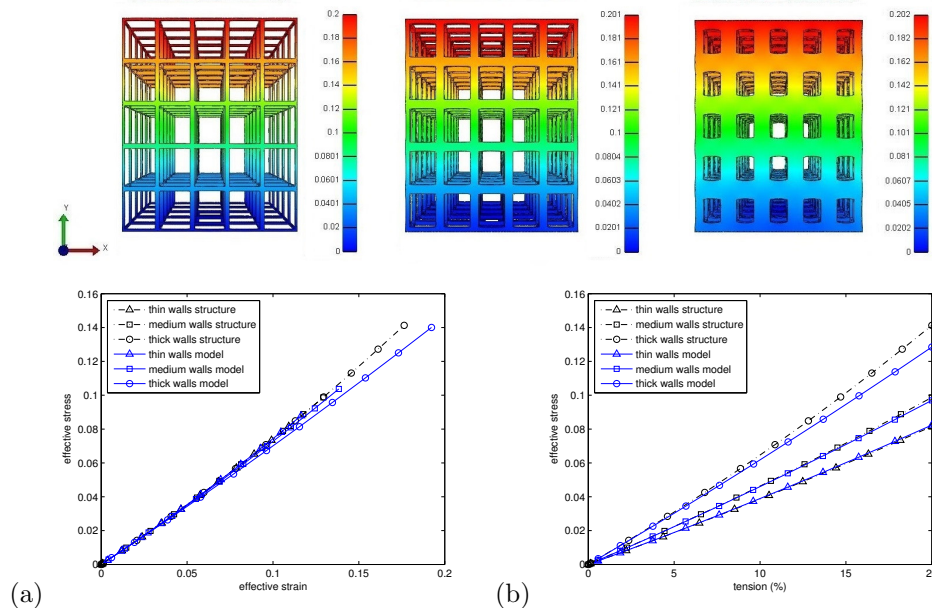 0.2
0.18
0.16
0.14
0.12
0.1
0.0801
0.0601
0.0401
0.02
0
0.201
0.181
0.161
0.141
0.121
0.1
0.0804
0.0603
0.0402
0.0201
0
0.202
0.181
0.161
0.141
0.121
0.101
0.0807
0.0605
0.0403
0.0202
0
Y
X
0.16
0.14
0.12
0.1
0.08
0.06
0.04
0.02
0
effective stress
thin walls structure
medium walls structure
thick walls structure
thin walls model
medium walls model
thick walls model
0 0.05 0.1 0.15 0.2
effective strain
(a)
0.16
0.14
0.12
0.1
0.08
0.06
0.04
0.02
0
effective stress
thin walls structure
medium walls structure
thick walls structure
thin walls model
medium walls model
thick walls model
0 5 10 15
tension (%)
(b)